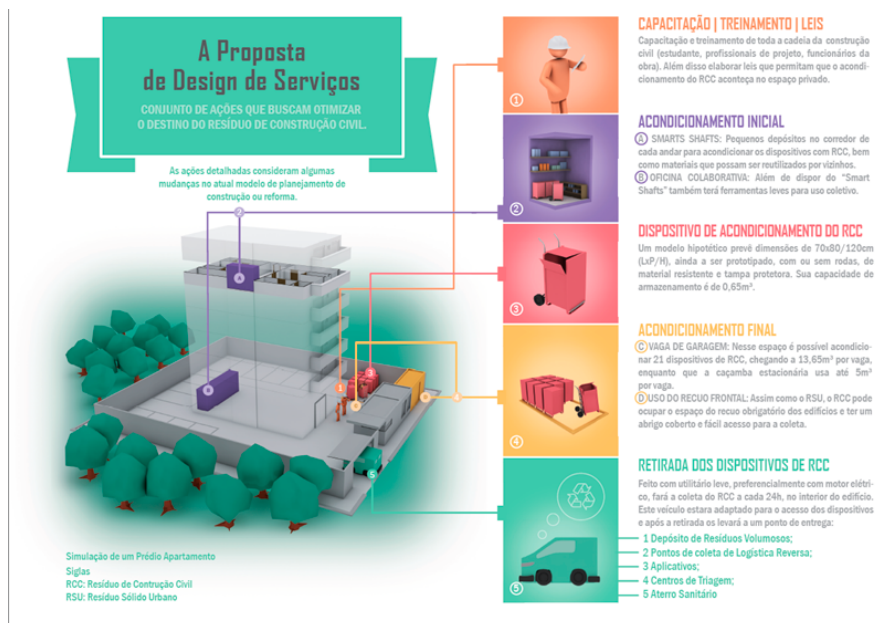 A Proposta
de Design de Serviços
CONJUNTO DE AÇÕES QUE BUSCAM OTIMIZAR
O DESTINO DO RESÍDUO DE CONSTRUÇÃO CIVIL.
As ações detalhadas consideram algumas
mudanças no atual modelo de planejamento de
construção ou reforma.
2
A
B
1
3
C
4
D
5
Simulação de um Prédio Apartamento
Siglas
RCC: Resíduo de Contrução Civil
RSU: Resíduo Sólido Urbano
1
CAPACITAÇÃO | TREINAMENTO | LEIS
Capacitação e treinamento de toda a cadeia da construção
civil (estudante, profissionais de projeto, funcionários da
obra). Além disso elaborar leis que permitam que o acondi-
cionamento do RCC aconteça no espaço privado.
2
ACONDICIONAMENTO INICIAL
A SMARTS SHAFTS: Pequenos depósitos no corredor de
cada andar para acondicionar os dispositivos com RCC, bem
como materiais que possam ser reutilizados por vizinhos.
B OFICINA COLABORATIVA: Além de dispor do “Smart
Shafts” também terá ferramentas leves para uso coletivo.
3
DISPOSITIVO DE ACONDICIONAMENTO DO RCC
Um modelo hipotético prevê dimensões de 70x80/120cm
(LxP/H), ainda a ser prototipado, com ou sem rodas, de
material resistente e tampa protetora. Sua capacidade de
armazenamento é de 0,65m³.
4
ACONDICIONAMENTO FINAL
C VAGA DE GARAGEM: Nesse espaço é possível acondicio-
nar 21 dispositivos de RCC, chegando a 13,65m³ por vaga,
enquanto que a caçamba estacionária usa até 5m³
por vaga.
D USO DO RECUO FRONTAL: Assim como o RSU, o RCC pode
ocupar o espaço do recuo obrigatório dos edifícios e ter um
abrigo coberto e fácil acesso para a coleta.
5
RETIRADA DOS DISPOSITIVOS DE RCC
Feito com utilitário leve, preferencialmente com motor elétri-
co, fará a coleta do RCC a cada 24h, no interior do edifício.
Este veículo estara adaptado para o acesso dos dispositivos
e após a retirada os levará a um ponto de entrega:
1 Depósito de Resíduos Volumosos;
2 Pontos de coleta de Logística Reversa;
3 Aplicativos;
4 Centros de Triagem;
5 Aterro Sanitário